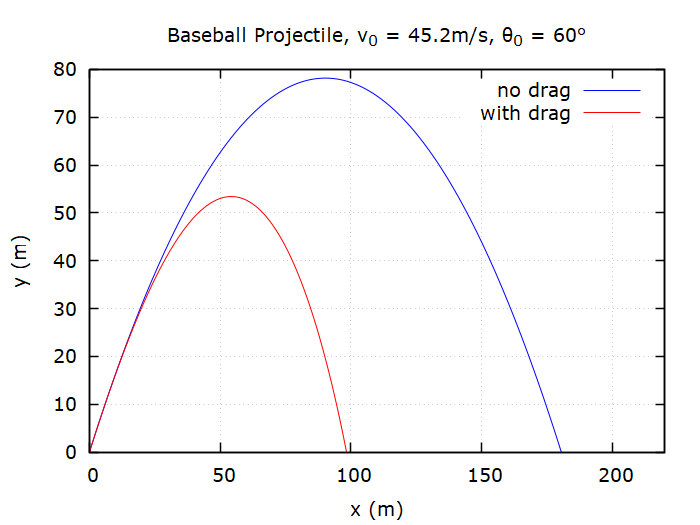 Baseball Projectile, v₀ = 45.2m/s, θ₀ = 60°
no drag
with drag
80
70
60
50
40
30
20
10
0
y (m)
0 50 100 150 200
x (m)